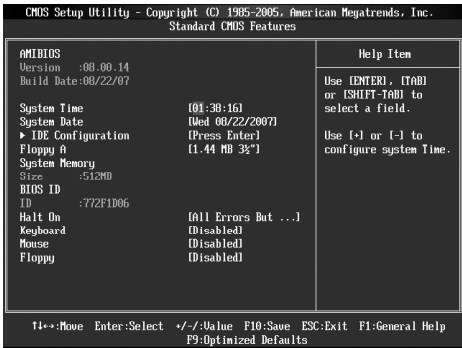 CMOS Setup Utility - Copyright (C) 1985-2005, American Megatrends, Inc.
Standard CMOS Features
AMIBIOS
Version :08.00.14
Build Date:08/22/07
System Time [01:38:16]
System Date [Wed 08/22/2007]
▶ IDE Configuration [Press Enter]
Floppy A [1.44 MB 3½"]
System Memory
Size :512MB
BIOS ID
ID :772F1D06
Halt On [All Errors But ...]
Keyboard [Disabled]
Mouse [Disabled]
Floppy [Disabled]
Help Item
Use [ENTER], [TAB]
or [SHIFT-TAB] to
select a field.
Use [+] or [-] to
configure system Time.
↑↓↔:Move Enter:Select +/-/:Value F10:Save ESC:Exit F1:General Help
F9:Optimized Defaults